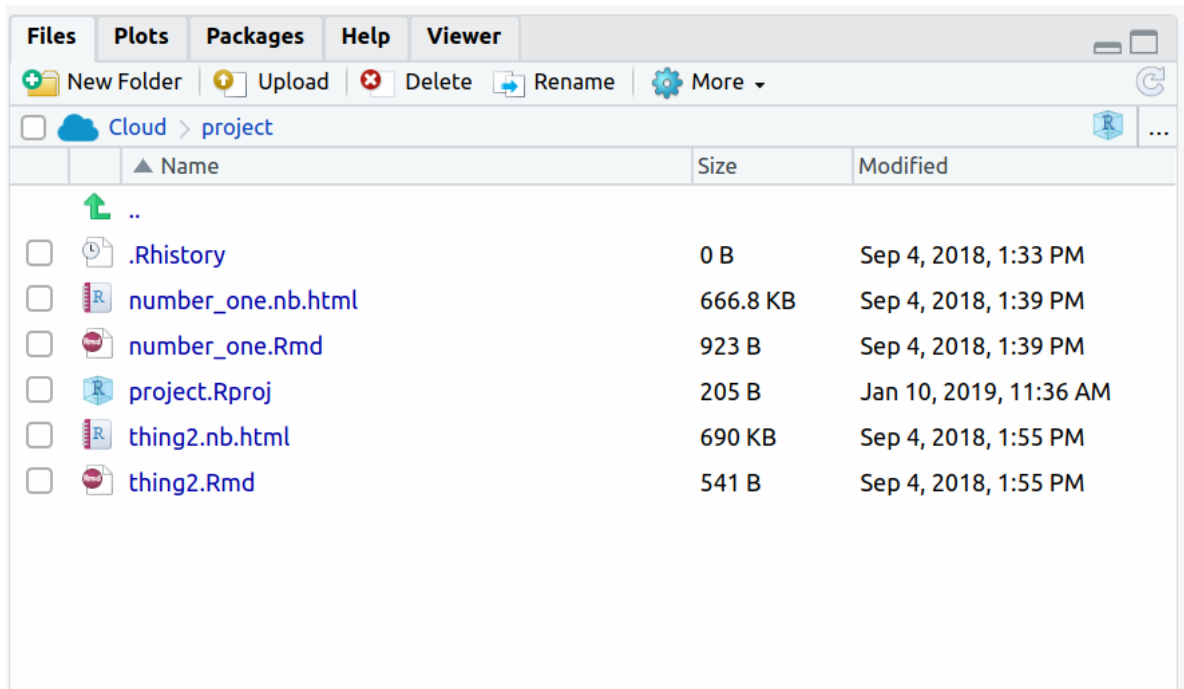 Files Plots Packages Help Viewer
New Folder Upload Delete Rename More
Cloud > project R ...
Name Size Modified
..
.Rhistory 0 B Sep 4, 2018, 1:33 PM
R number_one.nb.html 666.8 KB Sep 4, 2018, 1:39 PM
Rmd number_one.Rmd 923 B Sep 4, 2018, 1:39 PM
R project.Rproj 205 B Jan 10, 2019, 11:36 AM
R thing2.nb.html 690 KB Sep 4, 2018, 1:55 PM
Rmd thing2.Rmd 541 B Sep 4, 2018, 1:55 PM